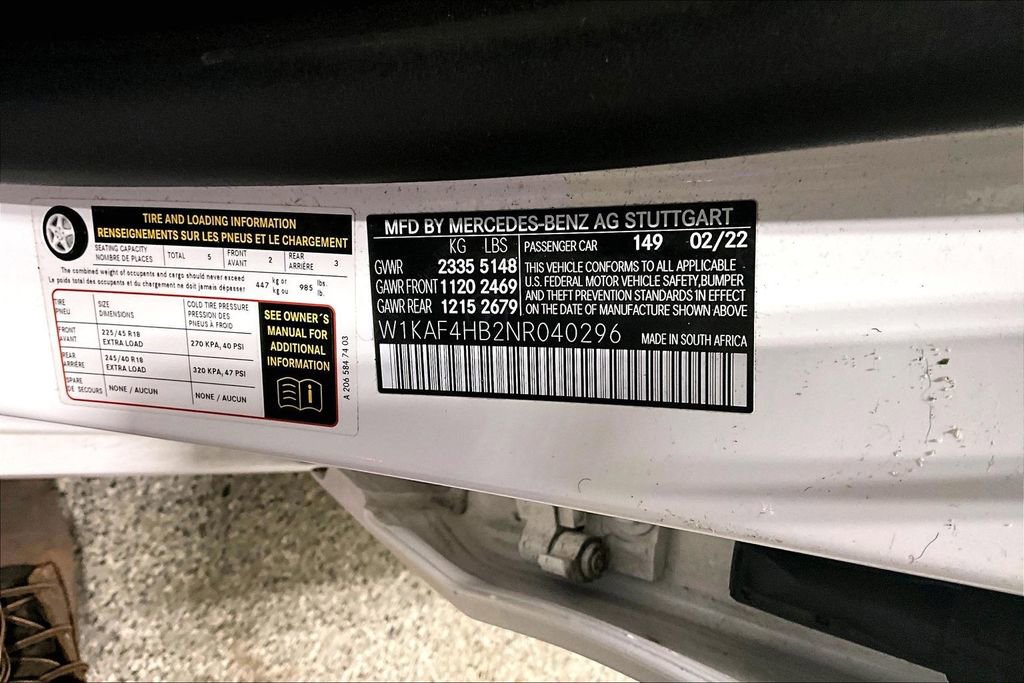 TIRE AND LOADING INFORMATION
RENSEIGNEMENTS SUR LES PNEUS ET LE CHARGEMENT
SEATING CAPACITY
NOMBRE DE PLACES
TOTAL 5
FRONT
AVANT
2
REAR
ARRIÈRE
3
The combined weight of occupants and cargo should never exceed
Le poids total des occupants et du chargement ne doit jamais dépasser
447 kg or
kg ou
985 lbs.
lb.
TIRE
PNEU
SIZE
DIMENSIONS
COLD TIRE PRESSURE
PRESSION DES
PNEUS À FROID
FRONT
AVANT
225/45 R18
EXTRA LOAD
270 KPA, 40 PSI
REAR
ARRIÈRE
245/40 R18
EXTRA LOAD
320 KPA, 47 PSI
SPARE
DE SECOURS
NONE / AUCUN
NONE / AUCUN
SEE OWNER´S
MANUAL FOR
ADDITIONAL
INFORMATION
A 206 584 74 03
MFD BY MERCEDES-BENZ AG STUTTGART
KG LBS
GVWR 2335 5148
GAWR FRONT 1120 2469
GAWR REAR 1215 2679
PASSENGER CAR 149 02/22
THIS VEHICLE CONFORMS TO ALL APPLICABLE
U.S. FEDERAL MOTOR VEHICLE SAFETY,BUMPER
AND THEFT PREVENTION STANDARDS IN EFFECT
ON THE DATE OF MANUFACTURE SHOWN ABOVE
W1KAF4HB2NR040296
MADE IN SOUTH AFRICA